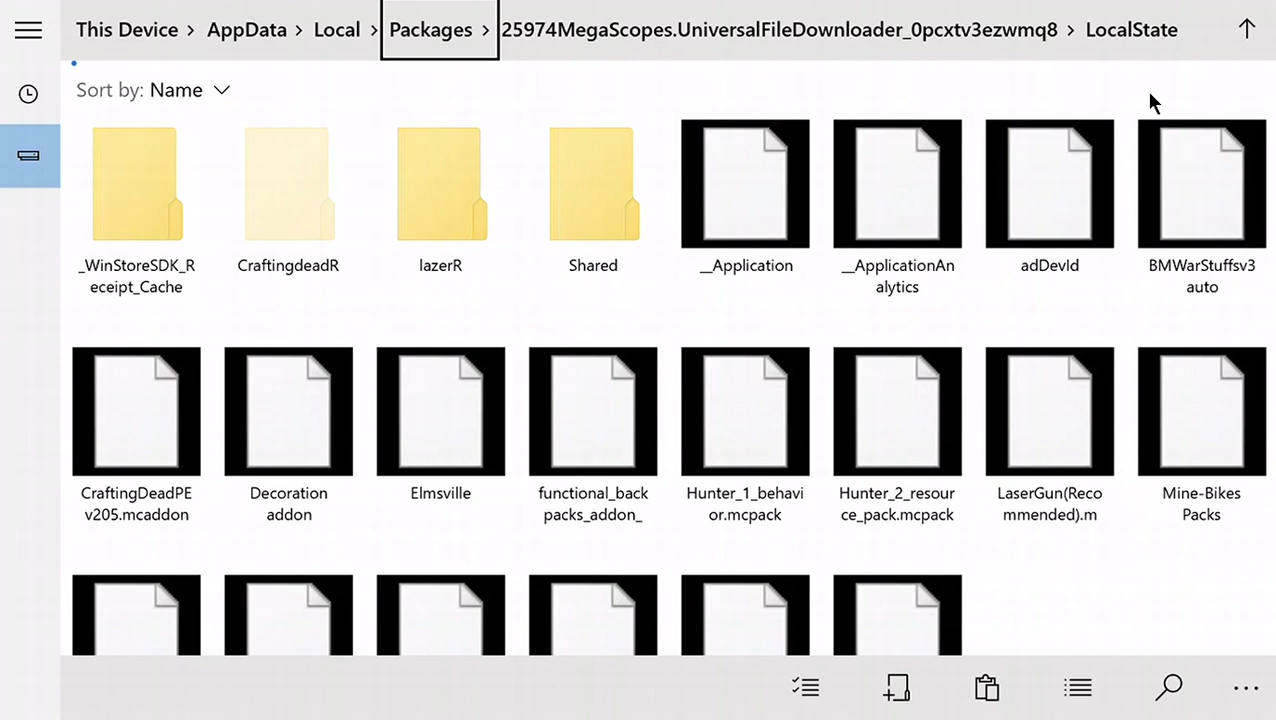 This Device > AppData > Local > Packages > 25974MegaScopes.UniversalFileDownloader_0pcxtv3ezwmq8 > LocalState
Sort by: Name
_WinStoreSDK_R
eceipt_Cache
CraftingdeadR
lazerR
Shared
__Application
__ApplicationAn
alytics
adDevId
BMWarStuffsv3
auto
CraftingDeadPE
v205.mcaddon
Decoration
addon
Elmsville
functional_back
packs_addon_
Hunter_1_behavi
or.mcpack
Hunter_2_resour
ce_pack.mcpack
LaserGun(Reco
mmended).m
Mine-Bikes
Packs